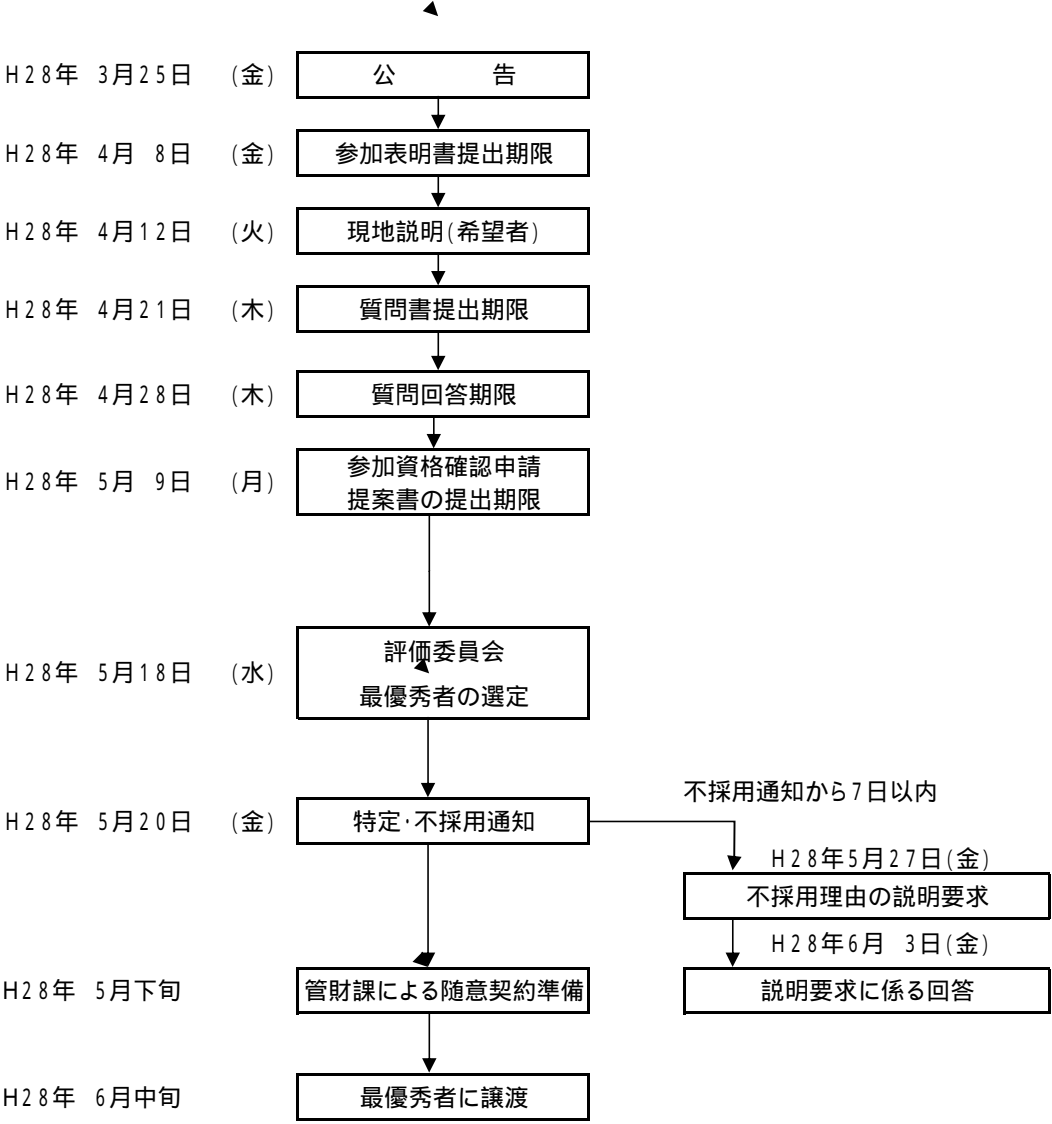 H28年 3月25日 (金) 公 告
H28年 4月 8日 (金) 参加表明書提出期限
H28年 4月12日 (火) 現地説明(希望者)
H28年 4月21日 (木) 質問書提出期限
H28年 4月28日 (木) 質問回答期限
H28年 5月 9日 (月) 参加資格確認申請
提案書の提出期限
H28年 5月18日 (水) 評価委員会
最優秀者の選定
H28年 5月20日 (金) 特定・不採用通知
不採用通知から7日以内
H28年5月27日(金)
不採用理由の説明要求
H28年6月 3日(金)
説明要求に係る回答
H28年 5月下旬 管財課による随意契約準備
H28年 6月中旬 最優秀者に譲渡